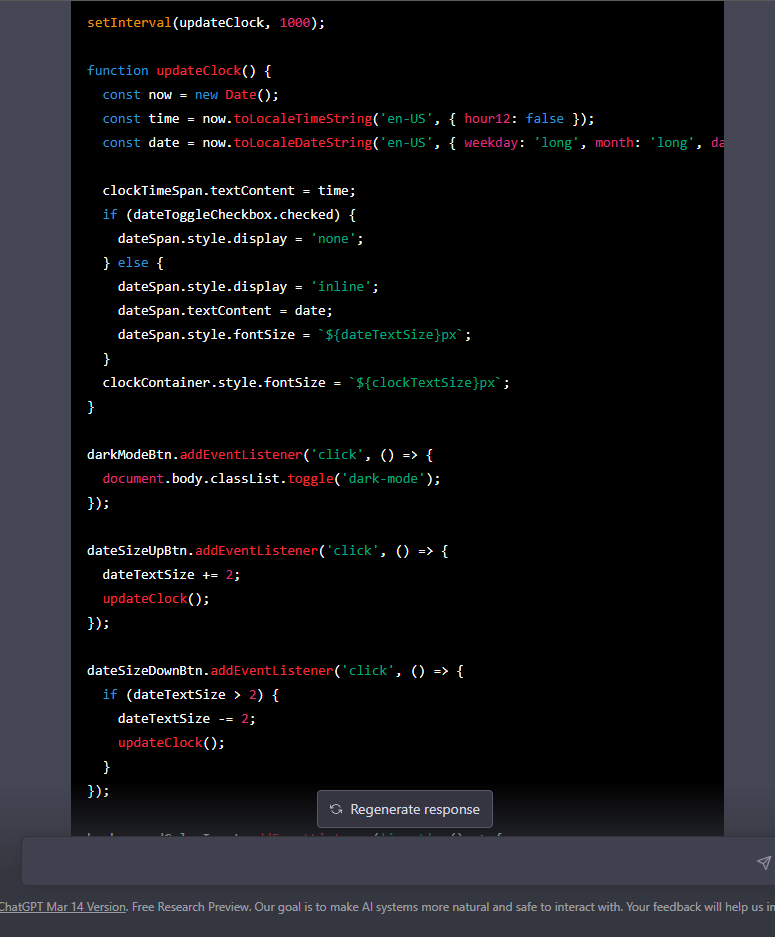 setInterval(updateClock, 1000);
function updateClock() {
const now = new Date();
const time = now.toLocaleTimeString('en-US', { hour12: false });
const date = now.toLocaleDateString('en-US', { weekday: 'long', month: 'long', da
clockTimeSpan.textContent = time;
if (dateToggleCheckbox.checked) {
dateSpan.style.display = 'none';
} else {
dateSpan.style.display = 'inline';
dateSpan.textContent = date;
dateSpan.style.fontSize = `${dateTextSize}px`;
}
clockContainer.style.fontSize = `${clockTextSize}px`;
}
darkModeBtn.addEventListener('click', () => {
document.body.classList.toggle('dark-mode');
});
dateSizeUpBtn.addEventListener('click', () => {
dateTextSize += 2;
updateClock();
});
dateSizeDownBtn.addEventListener('click', () => {
if (dateTextSize > 2) {
dateTextSize -= 2;
updateClock();
}
});
Regenerate response
ChatGPT Mar 14 Version. Free Research Preview. Our goal is to make AI systems more natural and safe to interact with. Your feedback will help us